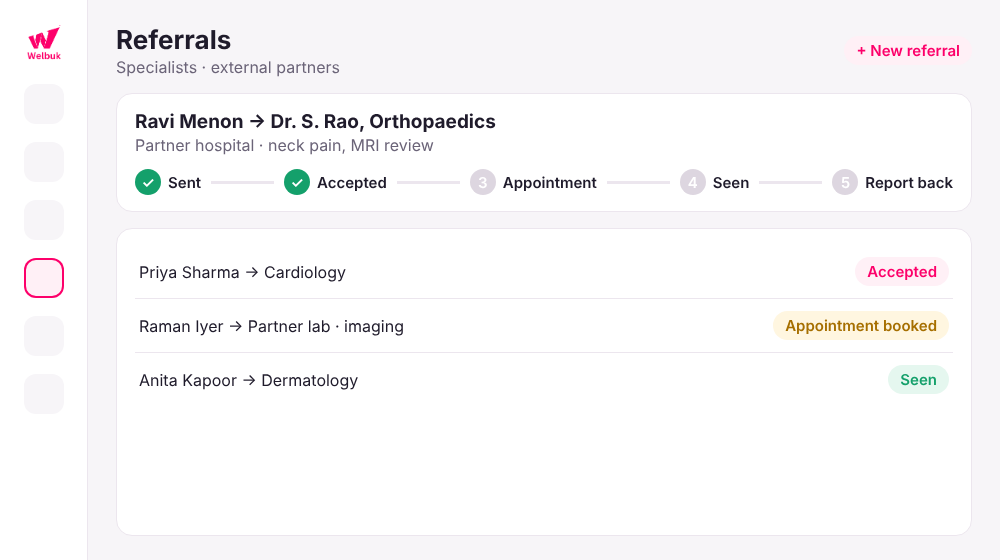 Welbuk
Referrals
Specialists · external partners
+ New referral
Ravi Menon → Dr. S. Rao, Orthopaedics
Partner hospital · neck pain, MRI review
Sent
Accepted
3 Appointment
4 Seen
5 Report back
Priya Sharma → Cardiology
Accepted
Raman Iyer → Partner lab · imaging
Appointment booked
Anita Kapoor → Dermatology
Seen